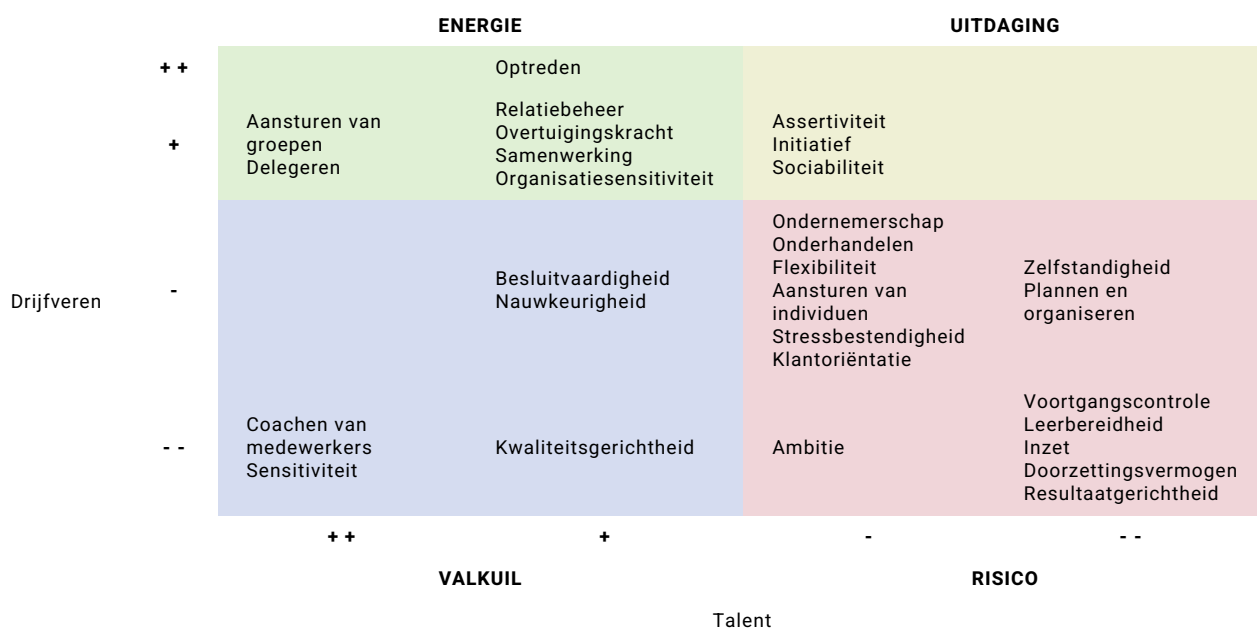 ENERGIE
UITDAGING
+ +
Optreden
+
Aansturen van
groepen
Delegeren
Relatiebeheer
Overtuigingskracht
Samenwerking
Organisatiesensitiviteit
Assertiviteit
Initiatief
Sociabiliteit
Drijfveren
-
Besluitvaardigheid
Nauwkeurigheid
Ondernemerschap
Onderhandelen
Flexibiliteit
Aansturen van
individuen
Stressbestendigheid
Klantoriëntatie
Zelfstandigheid
Plannen en
organiseren
- -
Coachen van
medewerkers
Sensitiviteit
Kwaliteitsgerichtheid
Ambitie
Voortgangscontrole
Leerbereidheid
Inzet
Doorzettingsvermogen
Resultaatgerichtheid
+ +
+
-
- -
VALKUIL
RISICO
Talent